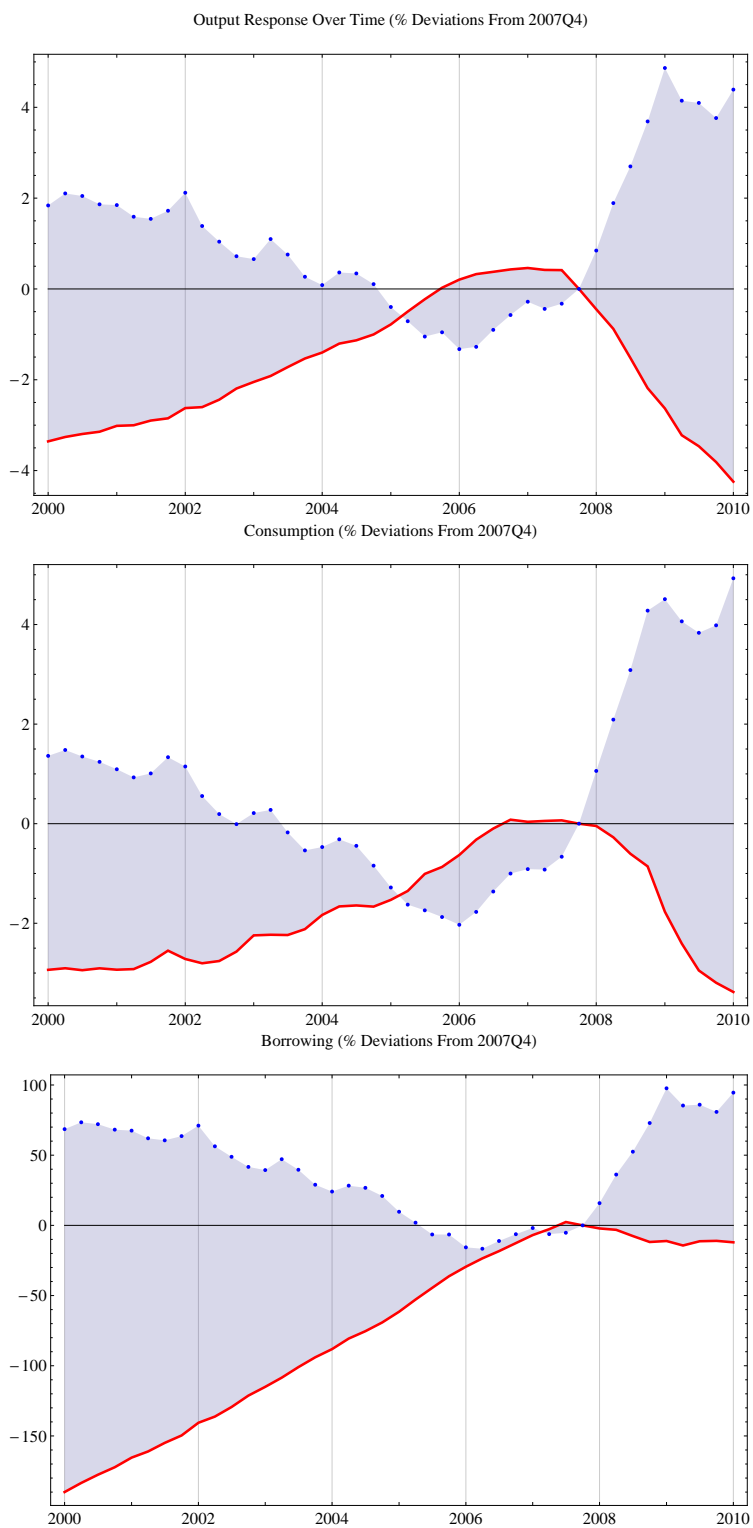 Output Response Over Time (% Deviations From 2007Q4)
4
2
0
−2
−4
2000 2002 2004 2006 2008 2010
Consumption (% Deviations From 2007Q4)
4
2
0
−2
2000 2002 2004 2006 2008 2010
Borrowing (% Deviations From 2007Q4)
100
50
0
−50
−100
−150
2000 2002 2004 2006 2008 2010